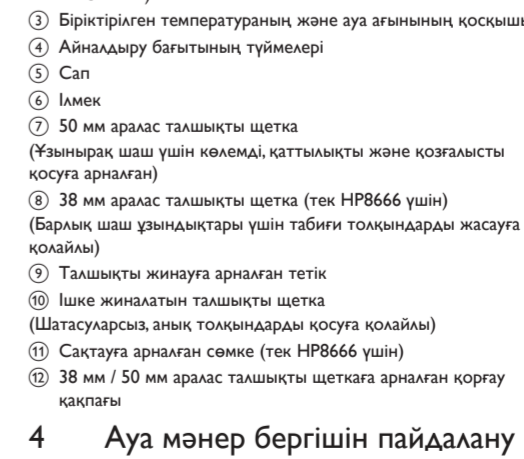 ③ Біріктірілген температураның және ауа ағынының қосқышы
④ Айналдыру бағытының түймелері
⑤ Сап
⑥ Ілмек
⑦ 50 мм аралас талшықты щетка
(Ұзынырақ шаш үшін көлемді, қаттылықты және қозғалысты
қосуға арналған)
⑧ 38 мм аралас талшықты щетка (тек HP8666 үшін)
(Барлық шаш ұзындықтары үшін табиғи толқындарды жасауға
қолайлы)
⑨ Талшықты жинауға арналған тетік
⑩ Ішке жиналатын талшықты щетка
(Шатасуларсыз, анық толқындарды қосуға қолайлы)
⑪ Сақтауға арналған сөмке (тек HP8666 үшін)
⑫ 38 мм / 50 мм аралас талшықты щеткаға арналған қорғау
қақпағы
4 Ауа мәнер бергішін пайдалану